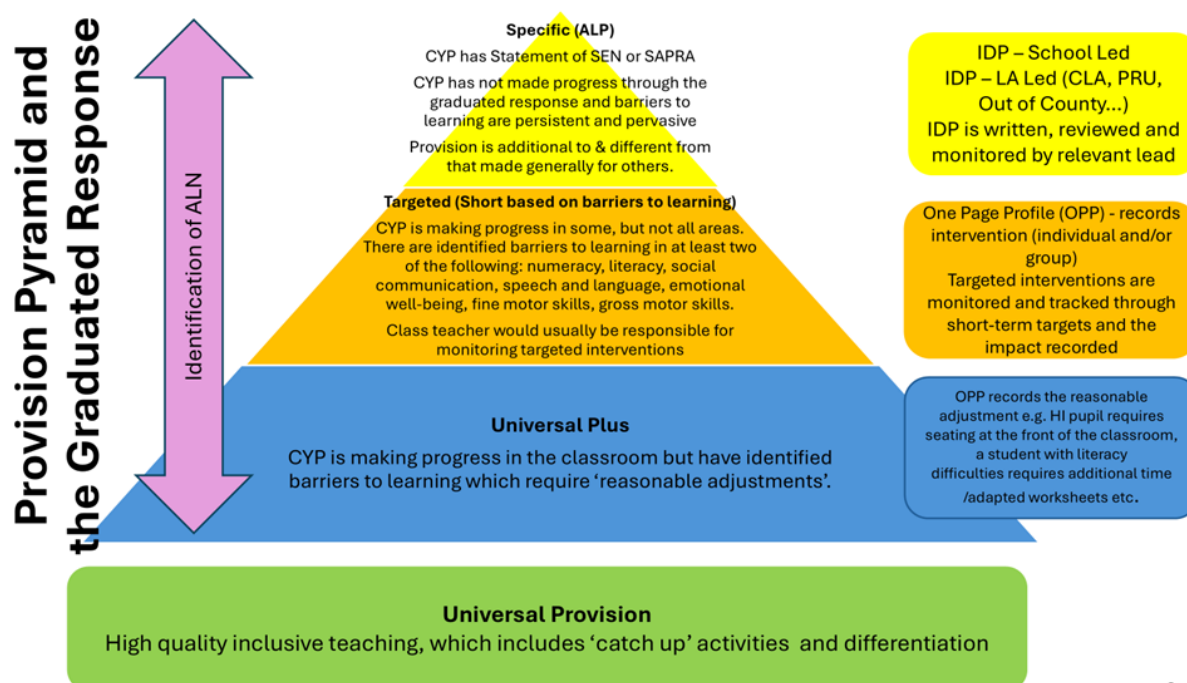 Provision Pyramid and
the Graduated Response
Identification of ALN
Specific (ALP)
CYP has Statement of SEN or SAPRA
CYP has not made progress through the
graduated response and barriers to
learning are persistent and pervasive
Provision is additional to & different from
that made generally for others.
IDP – School Led
IDP – LA Led (CLA, PRU,
Out of County...)
IDP is written, reviewed and
monitored by relevant lead
Targeted (Short based on barriers to learning)
CYP is making progress in some, but not all areas.
There are identified barriers to learning in at least two
of the following: numeracy, literacy, social
communication, speech and language, emotional
well-being, fine motor skills, gross motor skills.
Class teacher would usually be responsible for
monitoring targeted interventions
One Page Profile (OPP) - records
intervention (individual and/or
group)
Targeted interventions are
monitored and tracked through
short-term targets and the
impact recorded
Universal Plus
CYP is making progress in the classroom but have identified
barriers to learning which require ‘reasonable adjustments’.
OPP records the reasonable
adjustment e.g. HI pupil requires
seating at the front of the classroom,
a student with literacy
difficulties requires additional time
/adapted worksheets etc.
Universal Provision
High quality inclusive teaching, which includes ‘catch up’ activities and differentiation